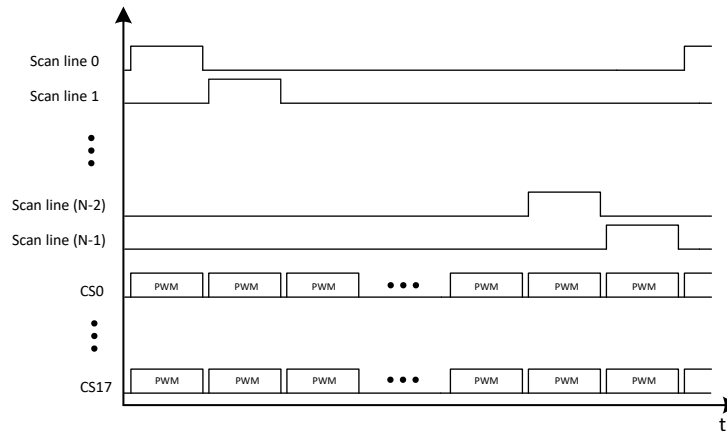 Scan line 0
Scan line 1
Scan line (N-2)
Scan line (N-1)
CS0 PWM PWM PWM PWM PWM PWM
CS17 PWM PWM PWM PWM PWM PWM
t